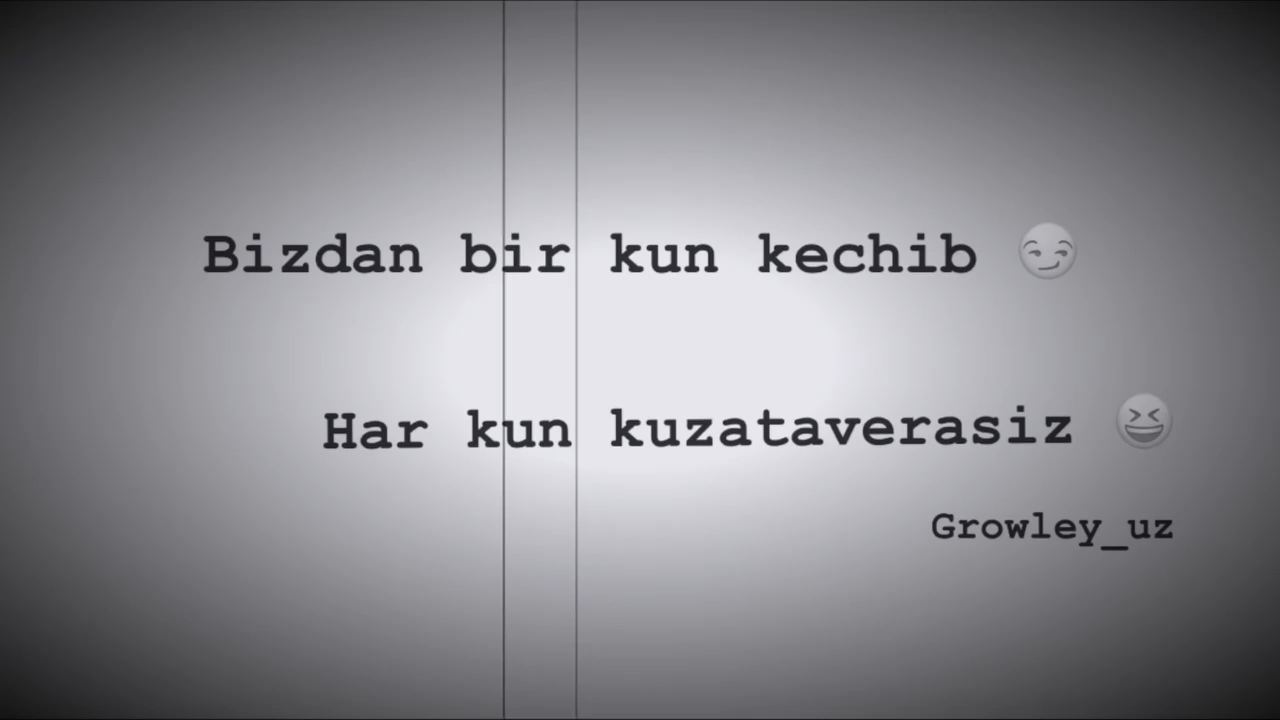 Bizdan bir kun kechib 😏
Har kun kuzataverasiz 😆
Growley_uz